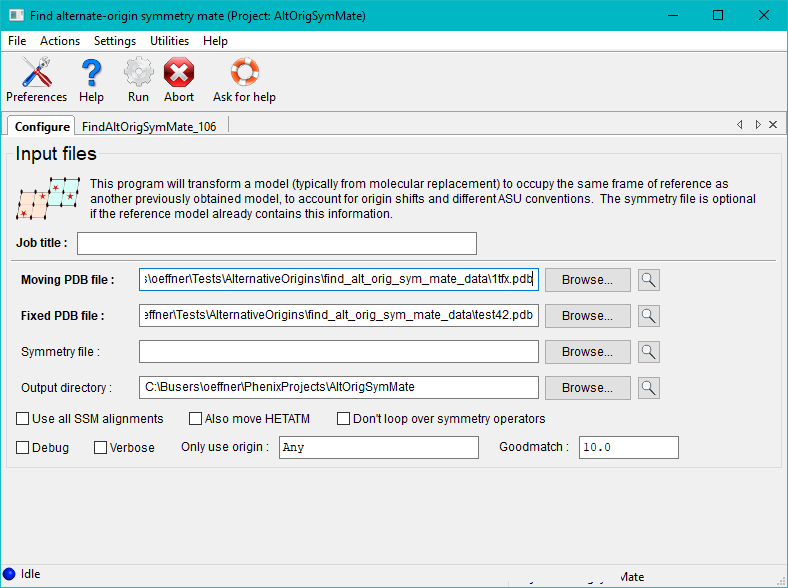 Find alternate-origin symmetry mate (Project: AltOrigSymMate)
File Actions Settings Utilities Help
Preferences Help Run Abort Ask for help
Configure FindAltOrigSymMate_106
Input files
This program will transform a model (typically from molecular replacement) to occupy the same frame of reference as
another previously obtained model, to account for origin shifts and different ASU conventions. The symmetry file is optional
if the reference model already contains this information.
Job title :
Moving PDB file : s\oeffner\Tests\AlternativeOrigins\find_alt_orig_sym_mate_data\1tfx.pdb Browse...
Fixed PDB file : effner\Tests\AlternativeOrigins\find_alt_orig_sym_mate_data\test42.pdb Browse...
Symmetry file : Browse...
Output directory : C:\Busers\oeffner\PhenixProjects\AltOrigSymMate Browse...
Use all SSM alignments Also move HETATM Don't loop over symmetry operators
Debug Verbose Only use origin : Any Goodmatch : 10.0
Idle Mate